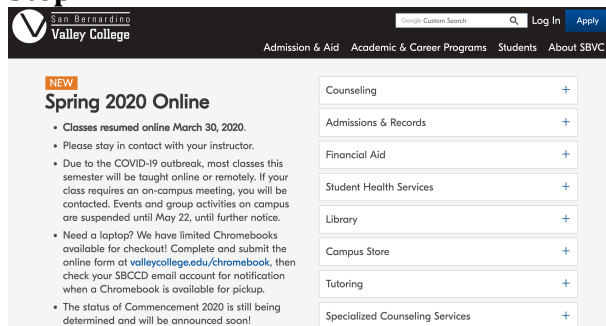 San Bernardino
Valley College
Google Custom Search
Log In
Apply
Admission & Aid Academic & Career Programs Students About SBVC
NEW
Spring 2020 Online
• Classes resumed online March 30, 2020.
• Please stay in contact with your instructor.
• Due to the COVID-19 outbreak, most classes this
semester will be taught online or remotely. If your
class requires an on-campus meeting, you will be
contacted. Events and group activities on campus
are suspended until May 22, until further notice.
• Need a laptop? We have limited Chromebooks
available for checkout! Complete and submit the
online form at valleycollege.edu/chromebook, then
check your SBCCD email account for notification
when a Chromebook is available for pickup.
• The status of Commencement 2020 is still being
determined and will be announced soon!
Counseling +
Admissions & Records +
Financial Aid +
Student Health Services +
Library +
Campus Store +
Tutoring +
Specialized Counseling Services +